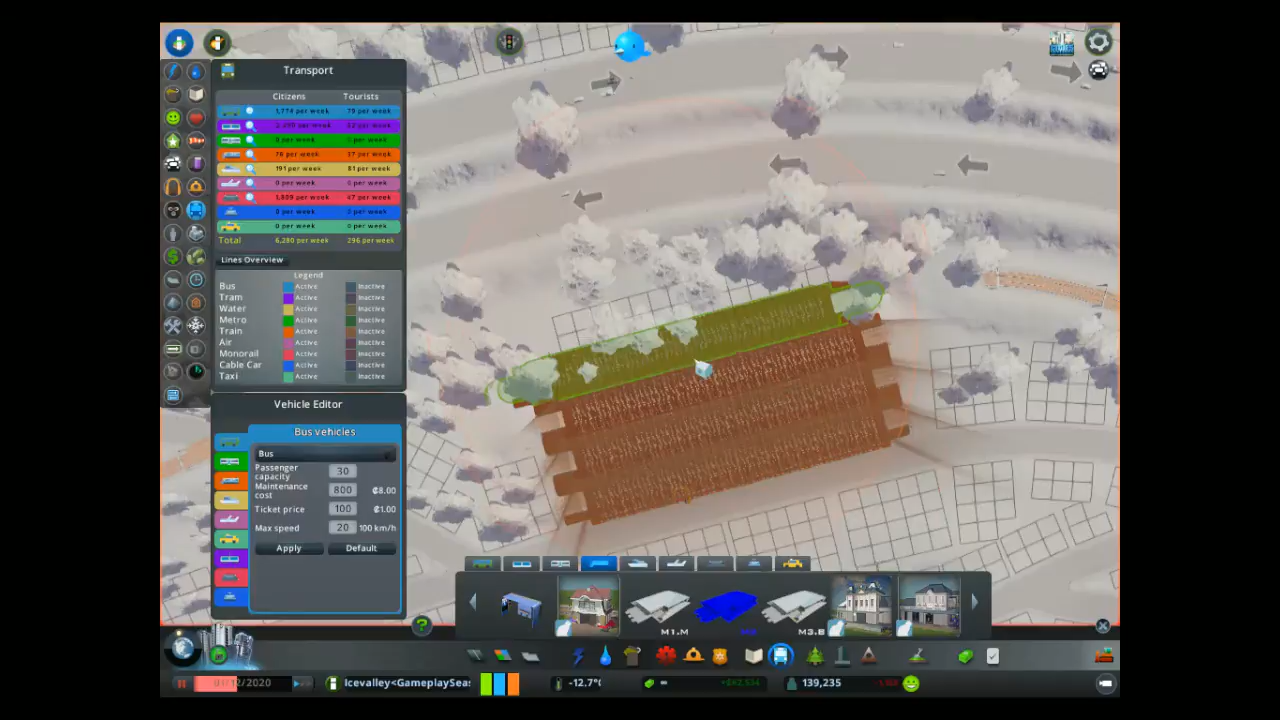 Transport
Citizens Tourists
1,774 per week 79 per week
0 per week
78 per week 37 per week
191 per week 81 per week
0 per week 0 per week
1,809 per week 47 per week
0 per week 0 per week
0 per week 0 per week
Total 6,280 per week 296 per week
Lines Overview
Legend
Bus Active Inactive
Tram Active Inactive
Water Active Inactive
Metro Active Inactive
Train Active Inactive
Air Active Inactive
Monorail Active Inactive
Cable Car Active Inactive
Taxi Active Inactive
Vehicle Editor
Bus vehicles
Bus
Passenger capacity 30
Maintenance cost 800 ₡8.00
Ticket price 100 ₡1.00
Max speed 20 100 km/h
Apply Default
?
M1.M M3.B
/12/2020 Icevalley<GameplaySeas -12.7° 139,235